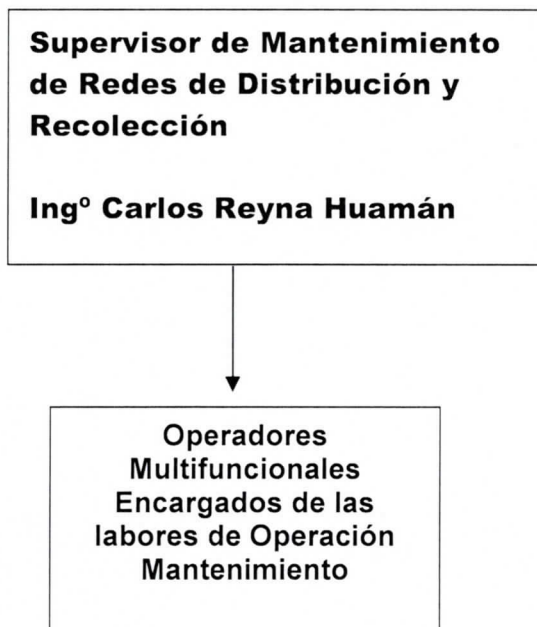 Supervisor de Mantenimiento
de Redes de Distribución y
Recolección
Ingº Carlos Reyna Huamán
Operadores
Multifuncionales
Encargados de las
labores de Operación
Mantenimiento